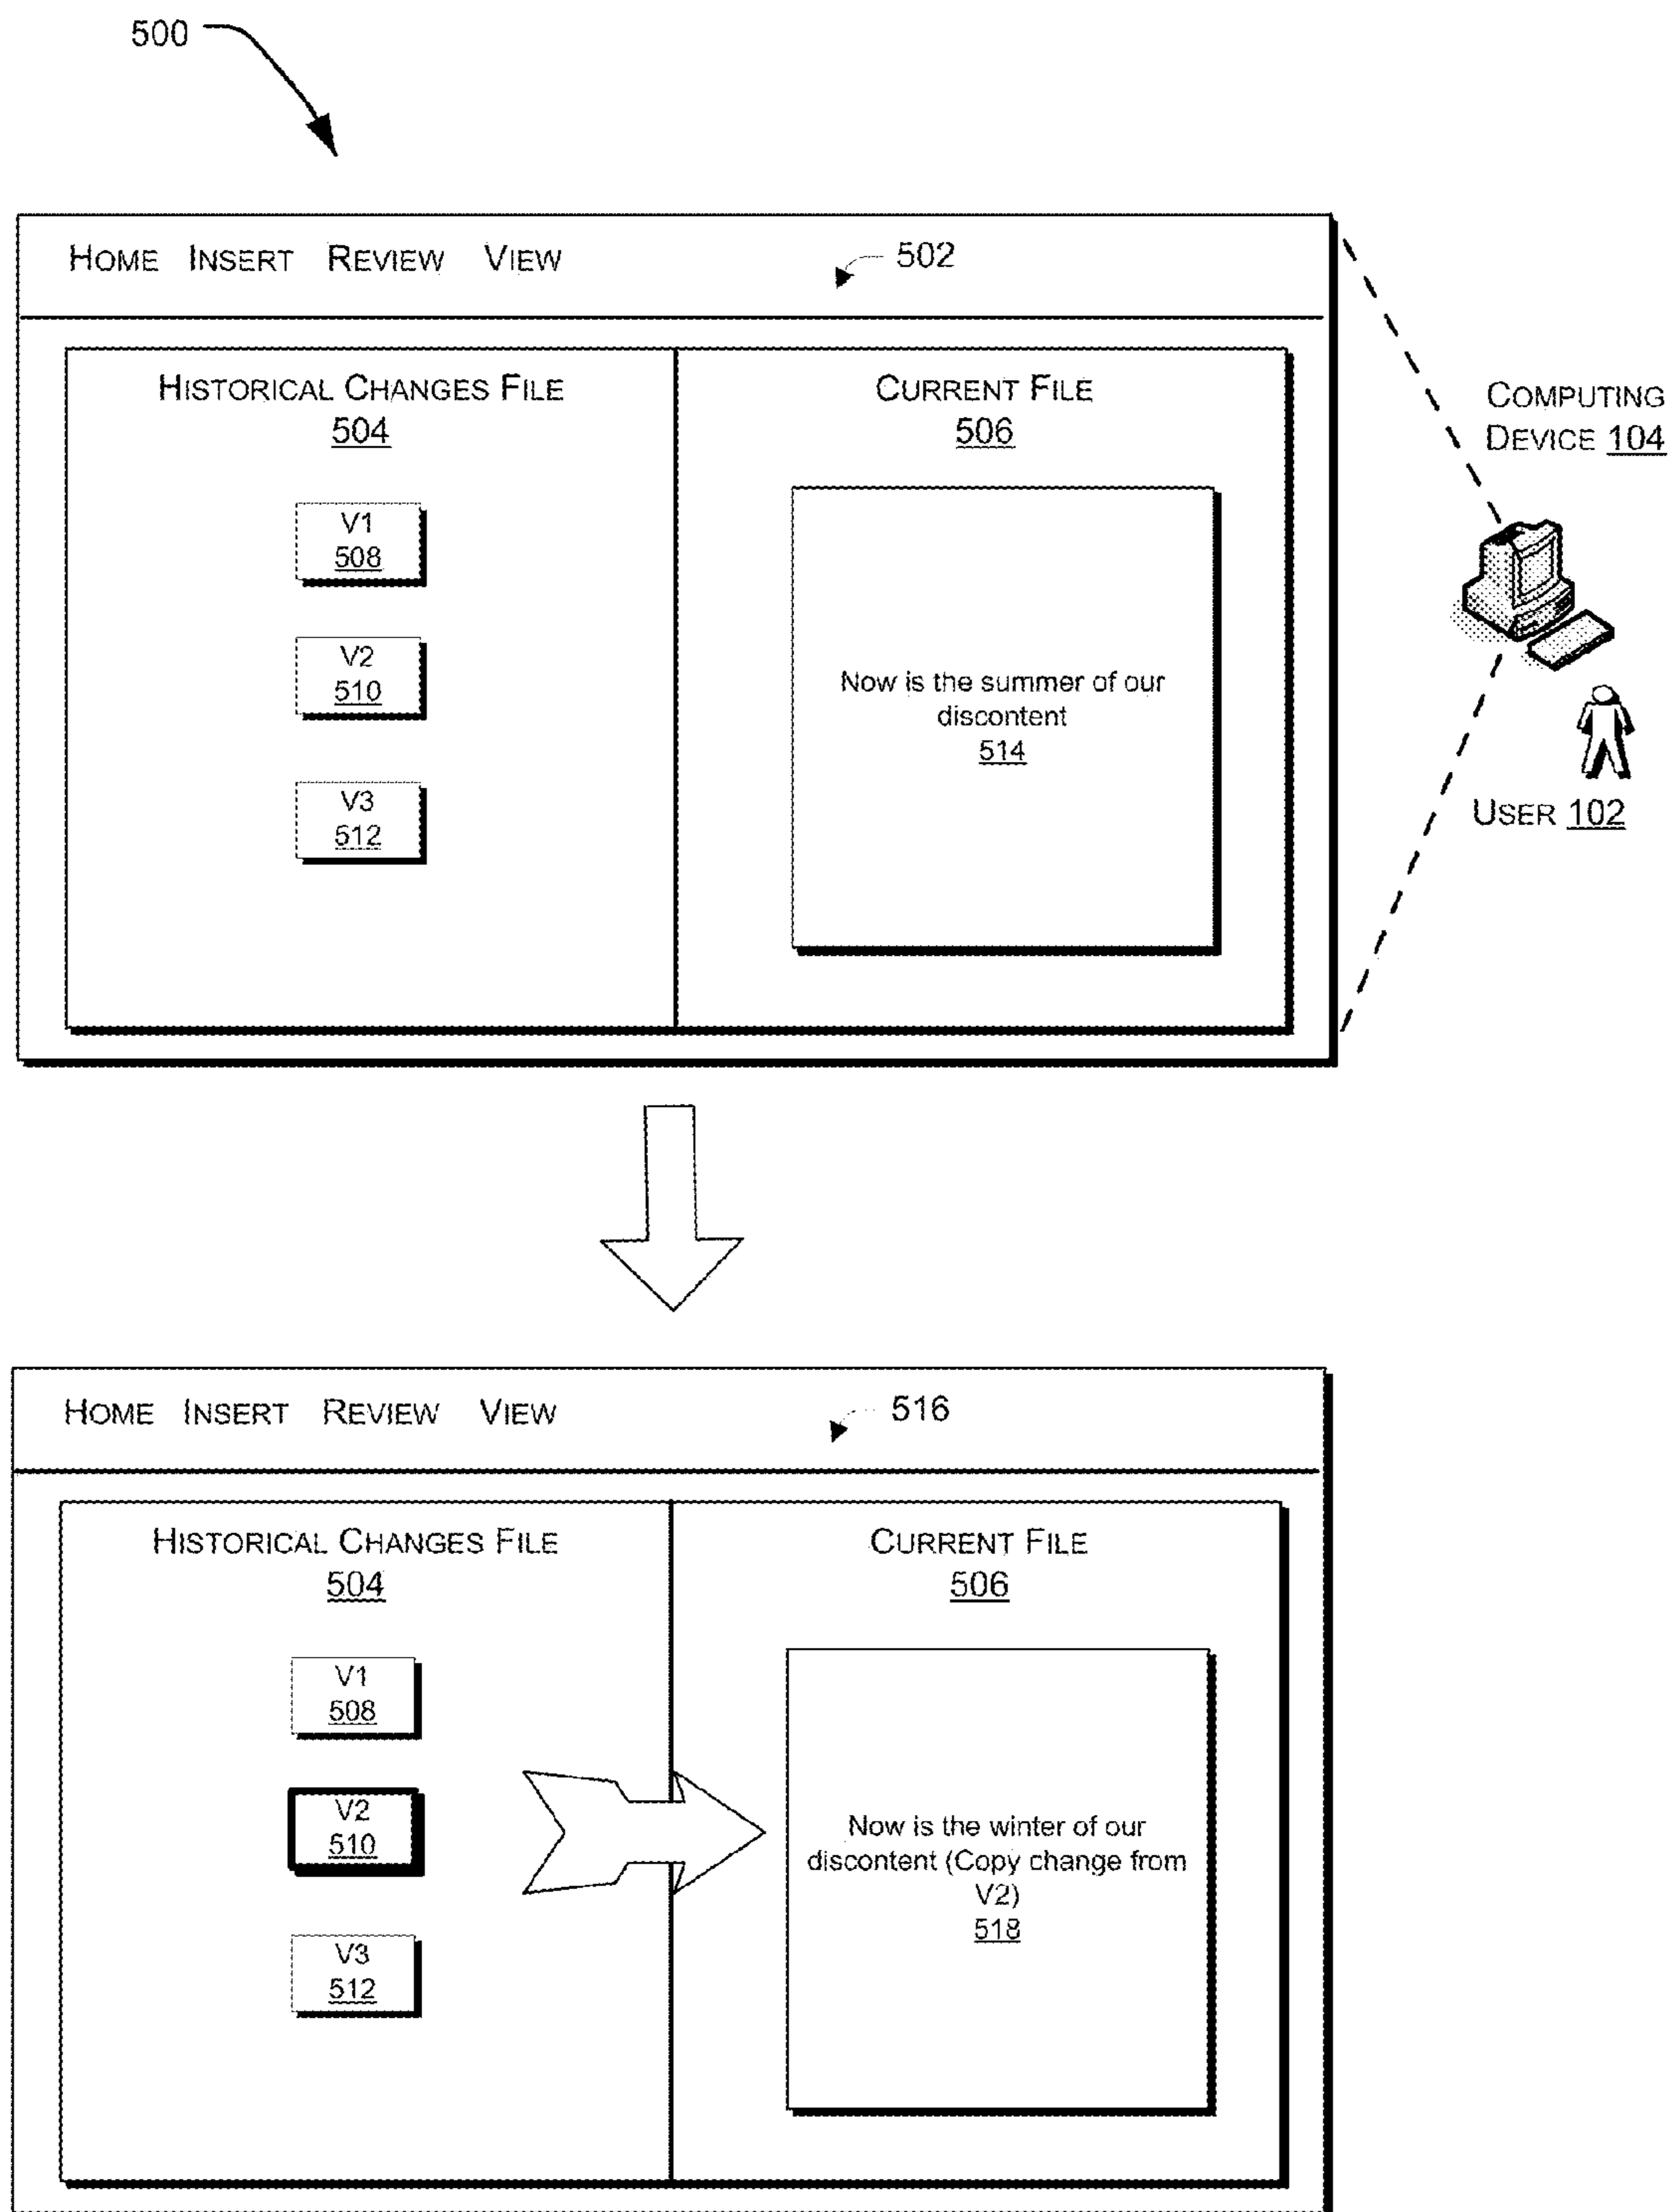 500
HOME INSERT REVIEW VIEW
502
HISTORICAL CHANGES FILE
504
V1
508
V2
510
V3
512
CURRENT FILE
506
Now is the summer of our
discontent
514
COMPUTING
DEVICE 104
USER 102
HOME INSERT REVIEW VIEW
516
HISTORICAL CHANGES FILE
504
V1
508
V2
510
V3
512
CURRENT FILE
506
Now is the winter of our
discontent (Copy change from
V2)
518